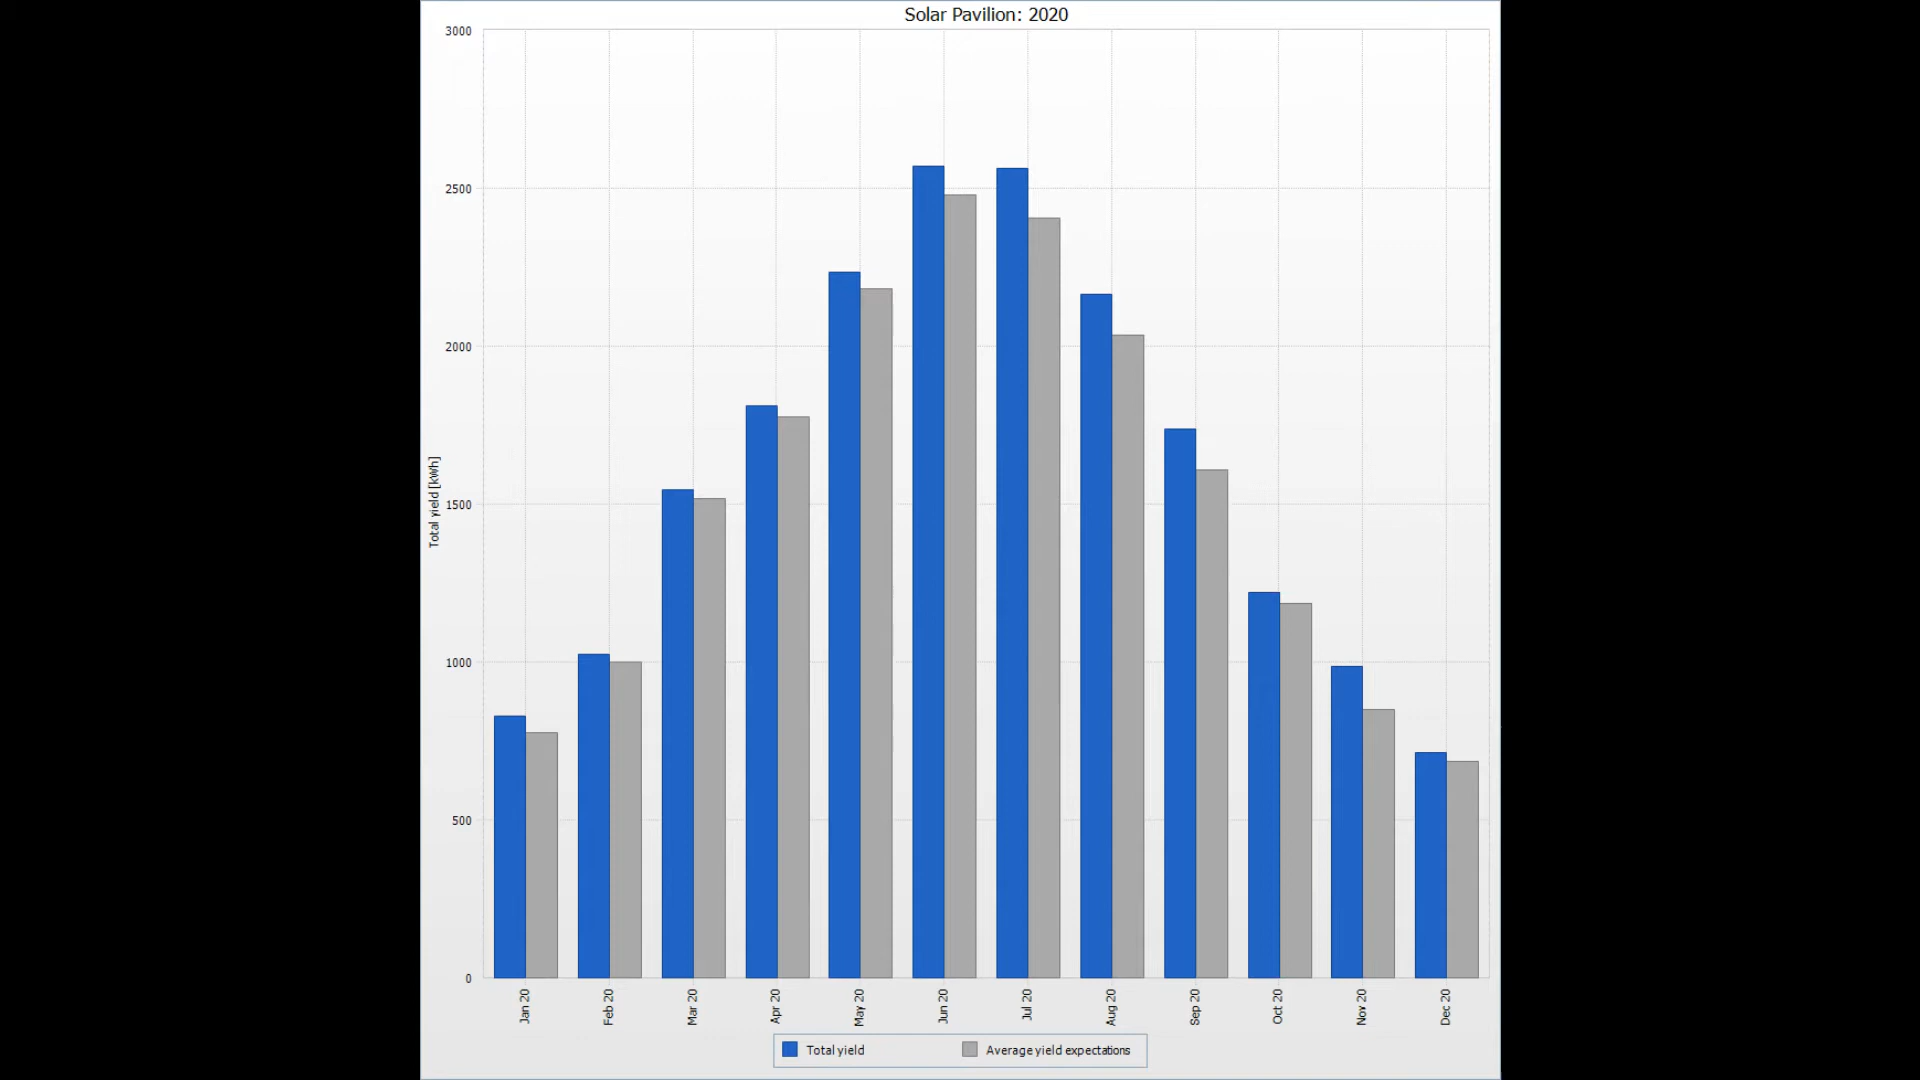 Solar Pavilion: 2020
3000
2500
2000
1500
1000
500
0
Total yield [kWh]
Jan 20
Feb 20
Mar 20
Apr 20
May 20
Jun 20
Jul 20
Aug 20
Sep 20
Oct 20
Nov 20
Dec 20
Total yield
Average yield expectations